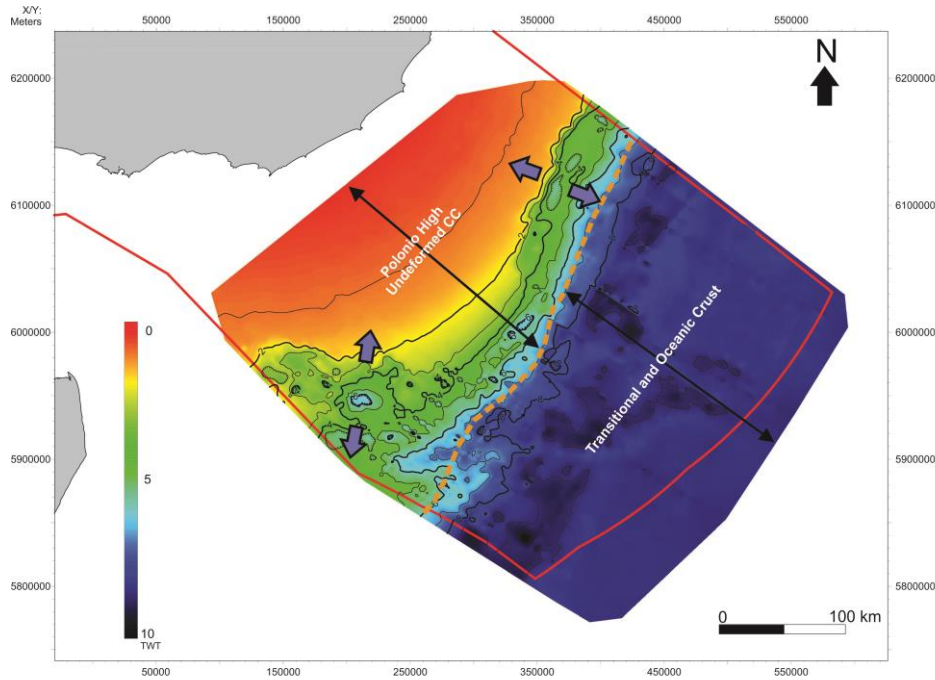 X/Y:
Meters
50000 150000 250000 350000 450000 550000
6200000 6200000
N
6100000 6100000
Polonio High
Undeformed CC
6000000 6000000
0
Transitional and Oceanic Crust
5900000 5900000
5
5800000 5800000
0 100 km
10
TWT
50000 150000 250000 350000 450000 550000